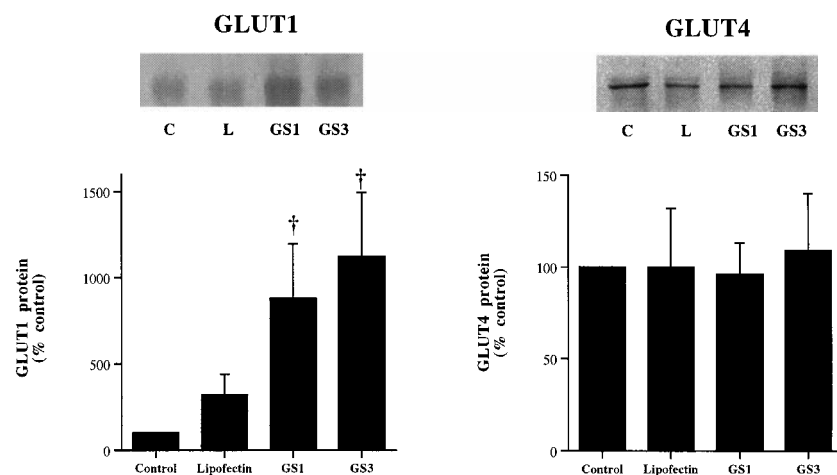 GLUT1
C L GS1 GS3
GLUT1 protein
(% control)
1500
1000
500
0
†
†
Control Lipofectin GS1 GS3
GLUT4
C L GS1 GS3
GLUT4 protein
(% control)
150
100
50
0
Control Lipofectin GS1 GS3